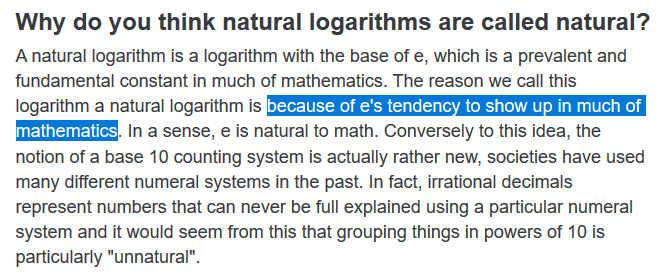 Why do you think natural logarithms are called natural?
A natural logarithm is a logarithm with the base of e, which is a prevalent and
fundamental constant in much of mathematics. The reason we call this
logarithm a natural logarithm is because of e's tendency to show up in much of
mathematics. In a sense, e is natural to math. Conversely to this idea, the
notion of a base 10 counting system is actually rather new, societies have used
many different numeral systems in the past. In fact, irrational decimals
represent numbers that can never be full explained using a particular numeral
system and it would seem from this that grouping things in powers of 10 is
particularly "unnatural".